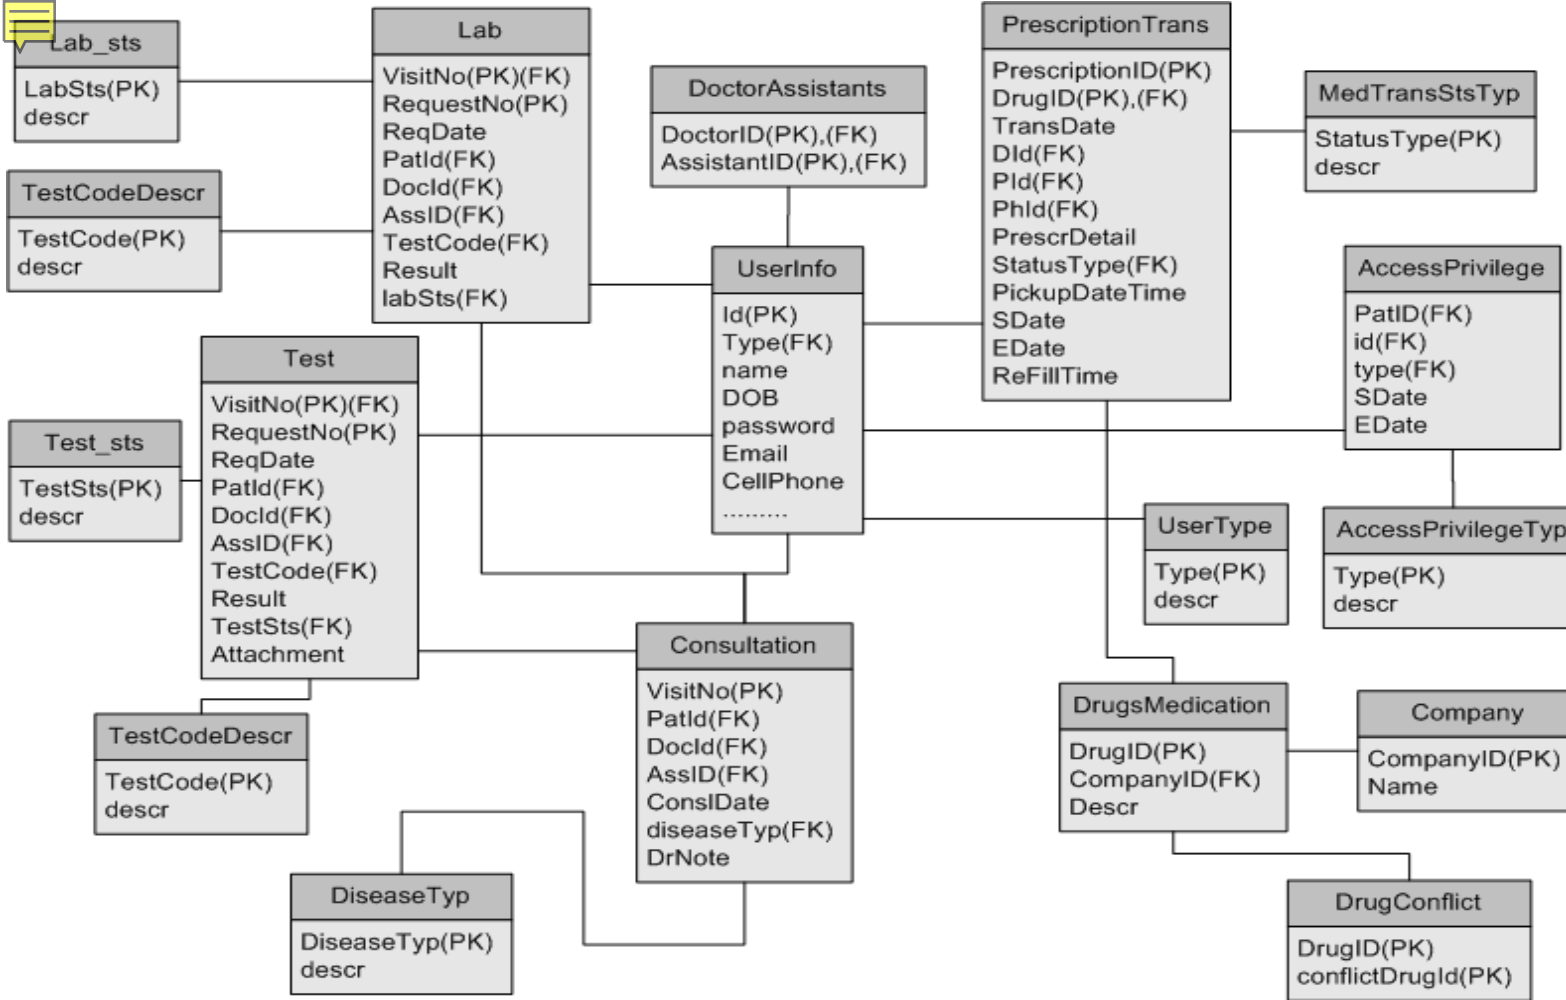 Lab_sts
LabSts(PK)
descr
Lab
VisitNo(PK)(FK)
RequestNo(PK)
ReqDate
PatId(FK)
DocId(FK)
AssID(FK)
TestCode(FK)
Result
labSts(FK)
DoctorAssistants
DoctorID(PK),(FK)
AssistantID(PK),(FK)
PrescriptionTrans
PrescriptionID(PK)
DrugID(PK),(FK)
TransDate
DId(FK)
PId(FK)
PhId(FK)
PrescrDetail
StatusType(FK)
PickupDateTime
SDate
EDate
ReFillTime
MedTransStsTyp
StatusType(PK)
descr
TestCodeDescr
TestCode(PK)
descr
UserInfo
Id(PK)
Type(FK)
name
DOB
password
Email
CellPhone
.........
AccessPrivilege
PatID(FK)
id(FK)
type(FK)
SDate
EDate
Test
VisitNo(PK)(FK)
RequestNo(PK)
ReqDate
PatId(FK)
DocId(FK)
AssID(FK)
TestCode(FK)
Result
TestSts(FK)
Attachment
Test_sts
TestSts(PK)
descr
UserType
Type(PK)
descr
AccessPrivilegeTyp
Type(PK)
descr
Consultation
VisitNo(PK)
PatId(FK)
DocId(FK)
AssID(FK)
ConslDate
diseaseTyp(FK)
DrNote
TestCodeDescr
TestCode(PK)
descr
DrugsMedication
DrugID(PK)
CompanyID(FK)
Descr
Company
CompanyID(PK)
Name
DiseaseTyp
DiseaseTyp(PK)
descr
DrugConflict
DrugID(PK)
conflictDrugId(PK)